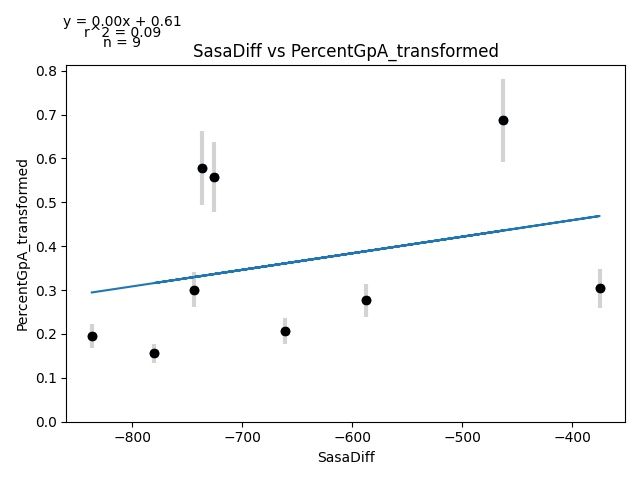 y = 0.00x + 0.61
r^2 = 0.09
n = 9
SasaDiff vs PercentGpA_transformed
PercentGpA_transformed
0.8
0.7
0.6
0.5
0.4
0.3
0.2
0.1
0.0
−800
−700
−600
−500
−400
SasaDiff